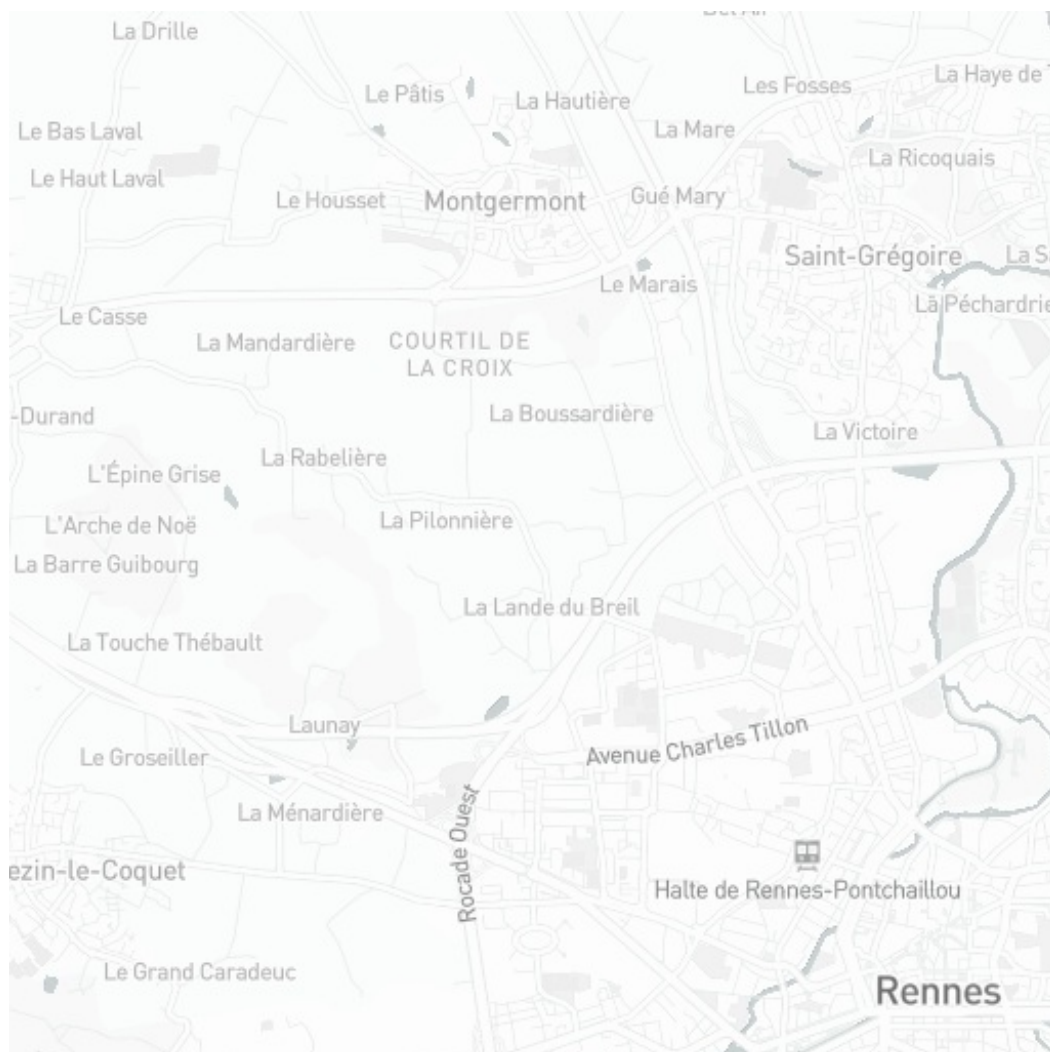 La Drille
Le Pâtis
La Hautière
Les Fosses
La Haye de
Le Bas Laval
La Mare
La Ricoquais
Le Haut Laval
Le Housset
Montgermont
Gué Mary
Saint-Grégoire
La S
Le Marais
La Péchardrie
Le Casse
La Mandardière
COURTIL DE
LA CROIX
-Durand
La Boussardière
La Victoire
La Rabelière
L'Épine Grise
L'Arche de Noë
La Pilonnière
La Barre Guibourg
La Lande du Breil
La Touche Thébault
Launay
Le Groseiller
Avenue Charles Tillon
La Ménardière
Rocade Ouest
ezin-le-Coquet
Halte de Rennes-Pontchaillou
Le Grand Caradeuc
Rennes